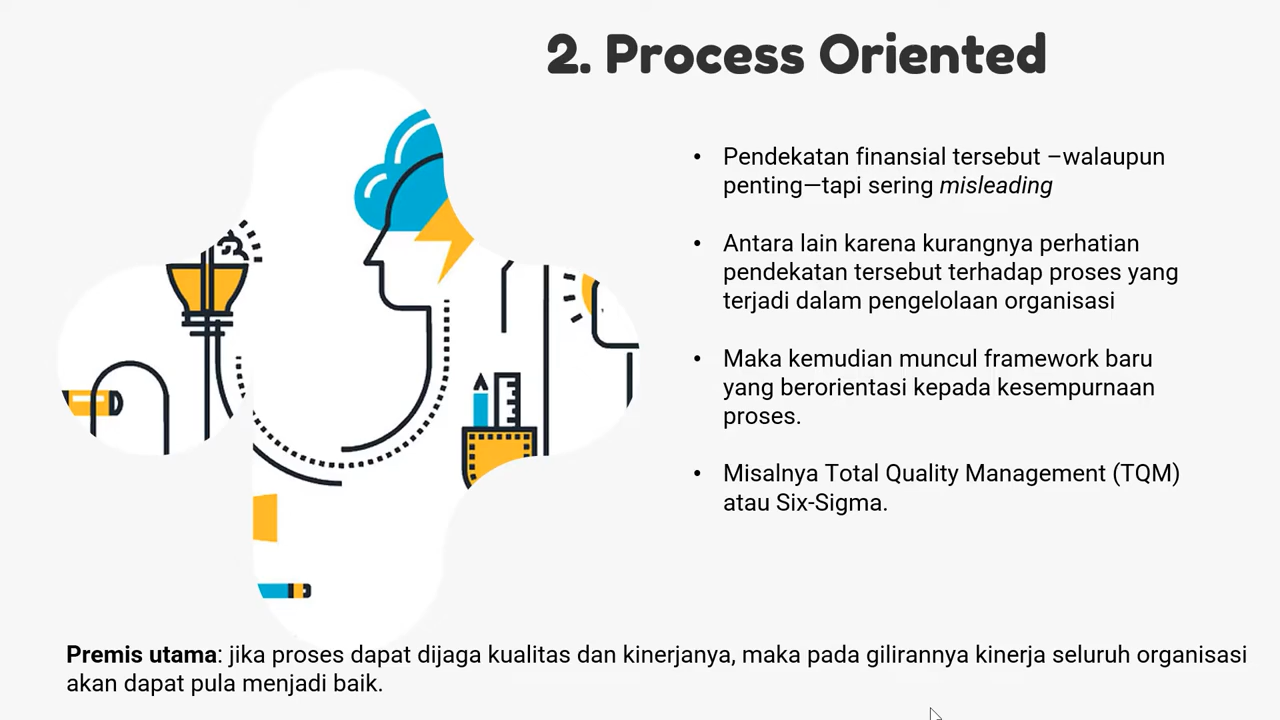 2. Process Oriented
• Pendekatan finansial tersebut –walaupun
penting—tapi sering misleading
• Antara lain karena kurangnya perhatian
pendekatan tersebut terhadap proses yang
terjadi dalam pengelolaan organisasi
• Maka kemudian muncul framework baru
yang berorientasi kepada kesempurnaan
proses.
• Misalnya Total Quality Management (TQM)
atau Six-Sigma.
Premis utama: jika proses dapat dijaga kualitas dan kinerjanya, maka pada gilirannya kinerja seluruh organisasi
akan dapat pula menjadi baik.